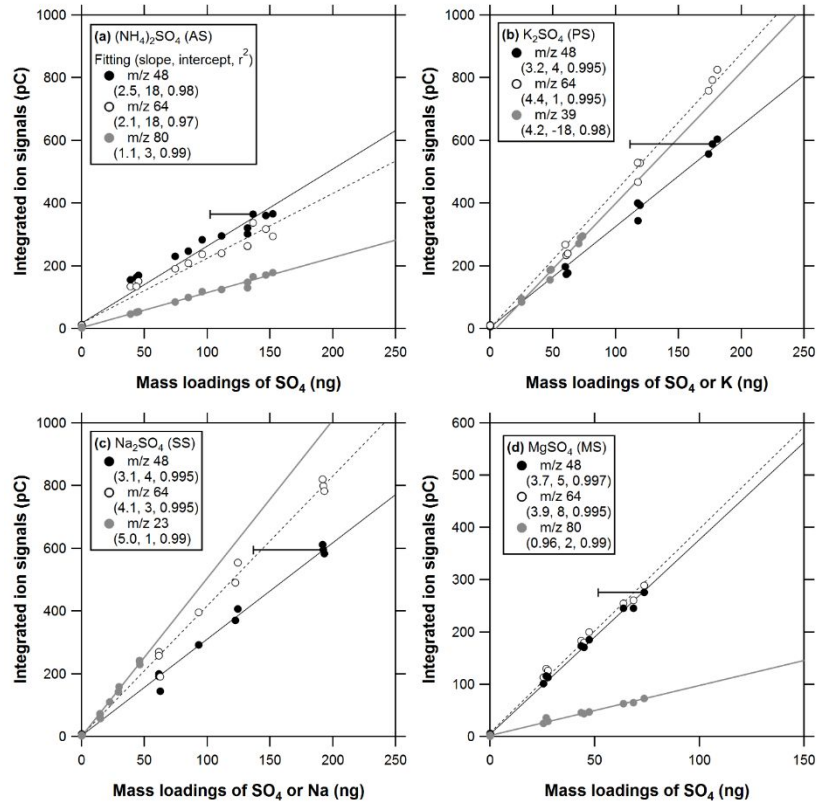 (a) (NH4)2SO4 (AS)
Fitting (slope, intercept, r2)
m/z 48
(2.5, 18, 0.98)
m/z 64
(2.1, 18, 0.97)
m/z 80
(1.1, 3, 0.99)
1000
800
600
400
200
0
Integrated ion signals (pC)
0 50 100 150 200 250
Mass loadings of SO4 (ng)
(b) K2SO4 (PS)
m/z 48
(3.2, 4, 0.995)
m/z 64
(4.4, 1, 0.995)
m/z 39
(4.2, -18, 0.98)
1000
800
600
400
200
0
Integrated ion signals (pC)
0 50 100 150 200 250
Mass loadings of SO4 or K (ng)
(c) Na2SO4 (SS)
m/z 48
(3.1, 4, 0.995)
m/z 64
(4.1, 3, 0.995)
m/z 23
(5.0, 1, 0.99)
1000
800
600
400
200
0
Integrated ion signals (pC)
0 50 100 150 200 250
Mass loadings of SO4 or Na (ng)
(d) MgSO4 (MS)
m/z 48
(3.7, 5, 0.997)
m/z 64
(3.9, 8, 0.995)
m/z 80
(0.96, 2, 0.99)
600
500
400
300
200
100
0
Integrated ion signals (pC)
0 50 100 150
Mass loadings of SO4 (ng)